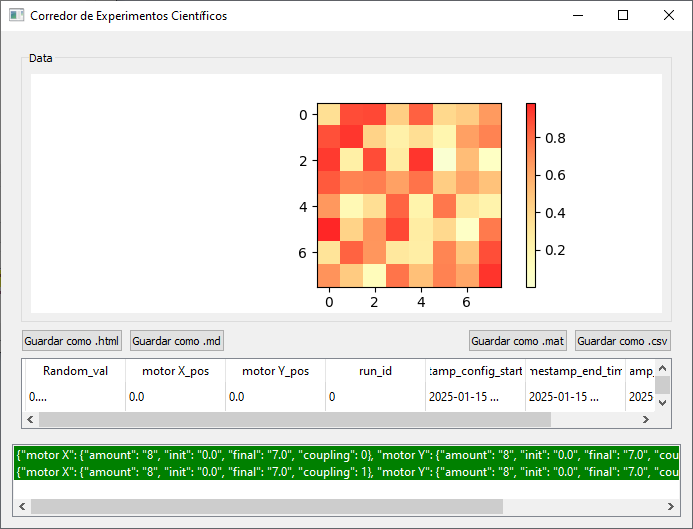 Corredor de Experimentos Científicos
Data
0
2
4
6
0 2 4 6
0.8
0.6
0.4
0.2
Guardar como .html Guardar como .md Guardar como .mat Guardar como .csv
Random_val motor X_pos motor Y_pos run_id :amp_config_start mestamp_end_tim amp_
0.... 0.0 0.0 0 2025-01-15 ... 2025-01-15 ... 2025
{"motor X": {"amount": "8", "init": "0.0", "final": "7.0", "coupling": 0}, "motor Y": {"amount": "8", "init": "0.0", "final": "7.0", "cou
{"motor X": {"amount": "8", "init": "0.0", "final": "7.0", "coupling": 1}, "motor Y": {"amount": "8", "init": "0.0", "final": "7.0", "cou